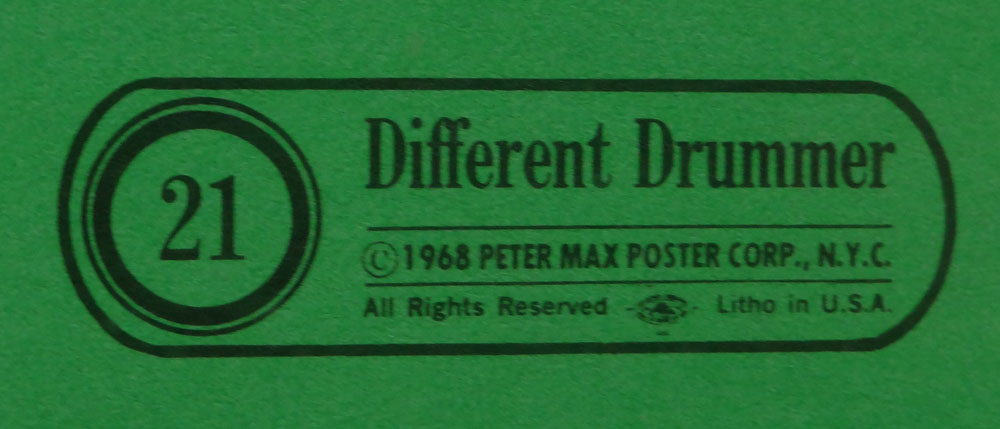 21
Different Drummer
©1968 PETER MAX POSTER CORP., N.Y.C.
All Rights Reserved Litho in U.S.A.